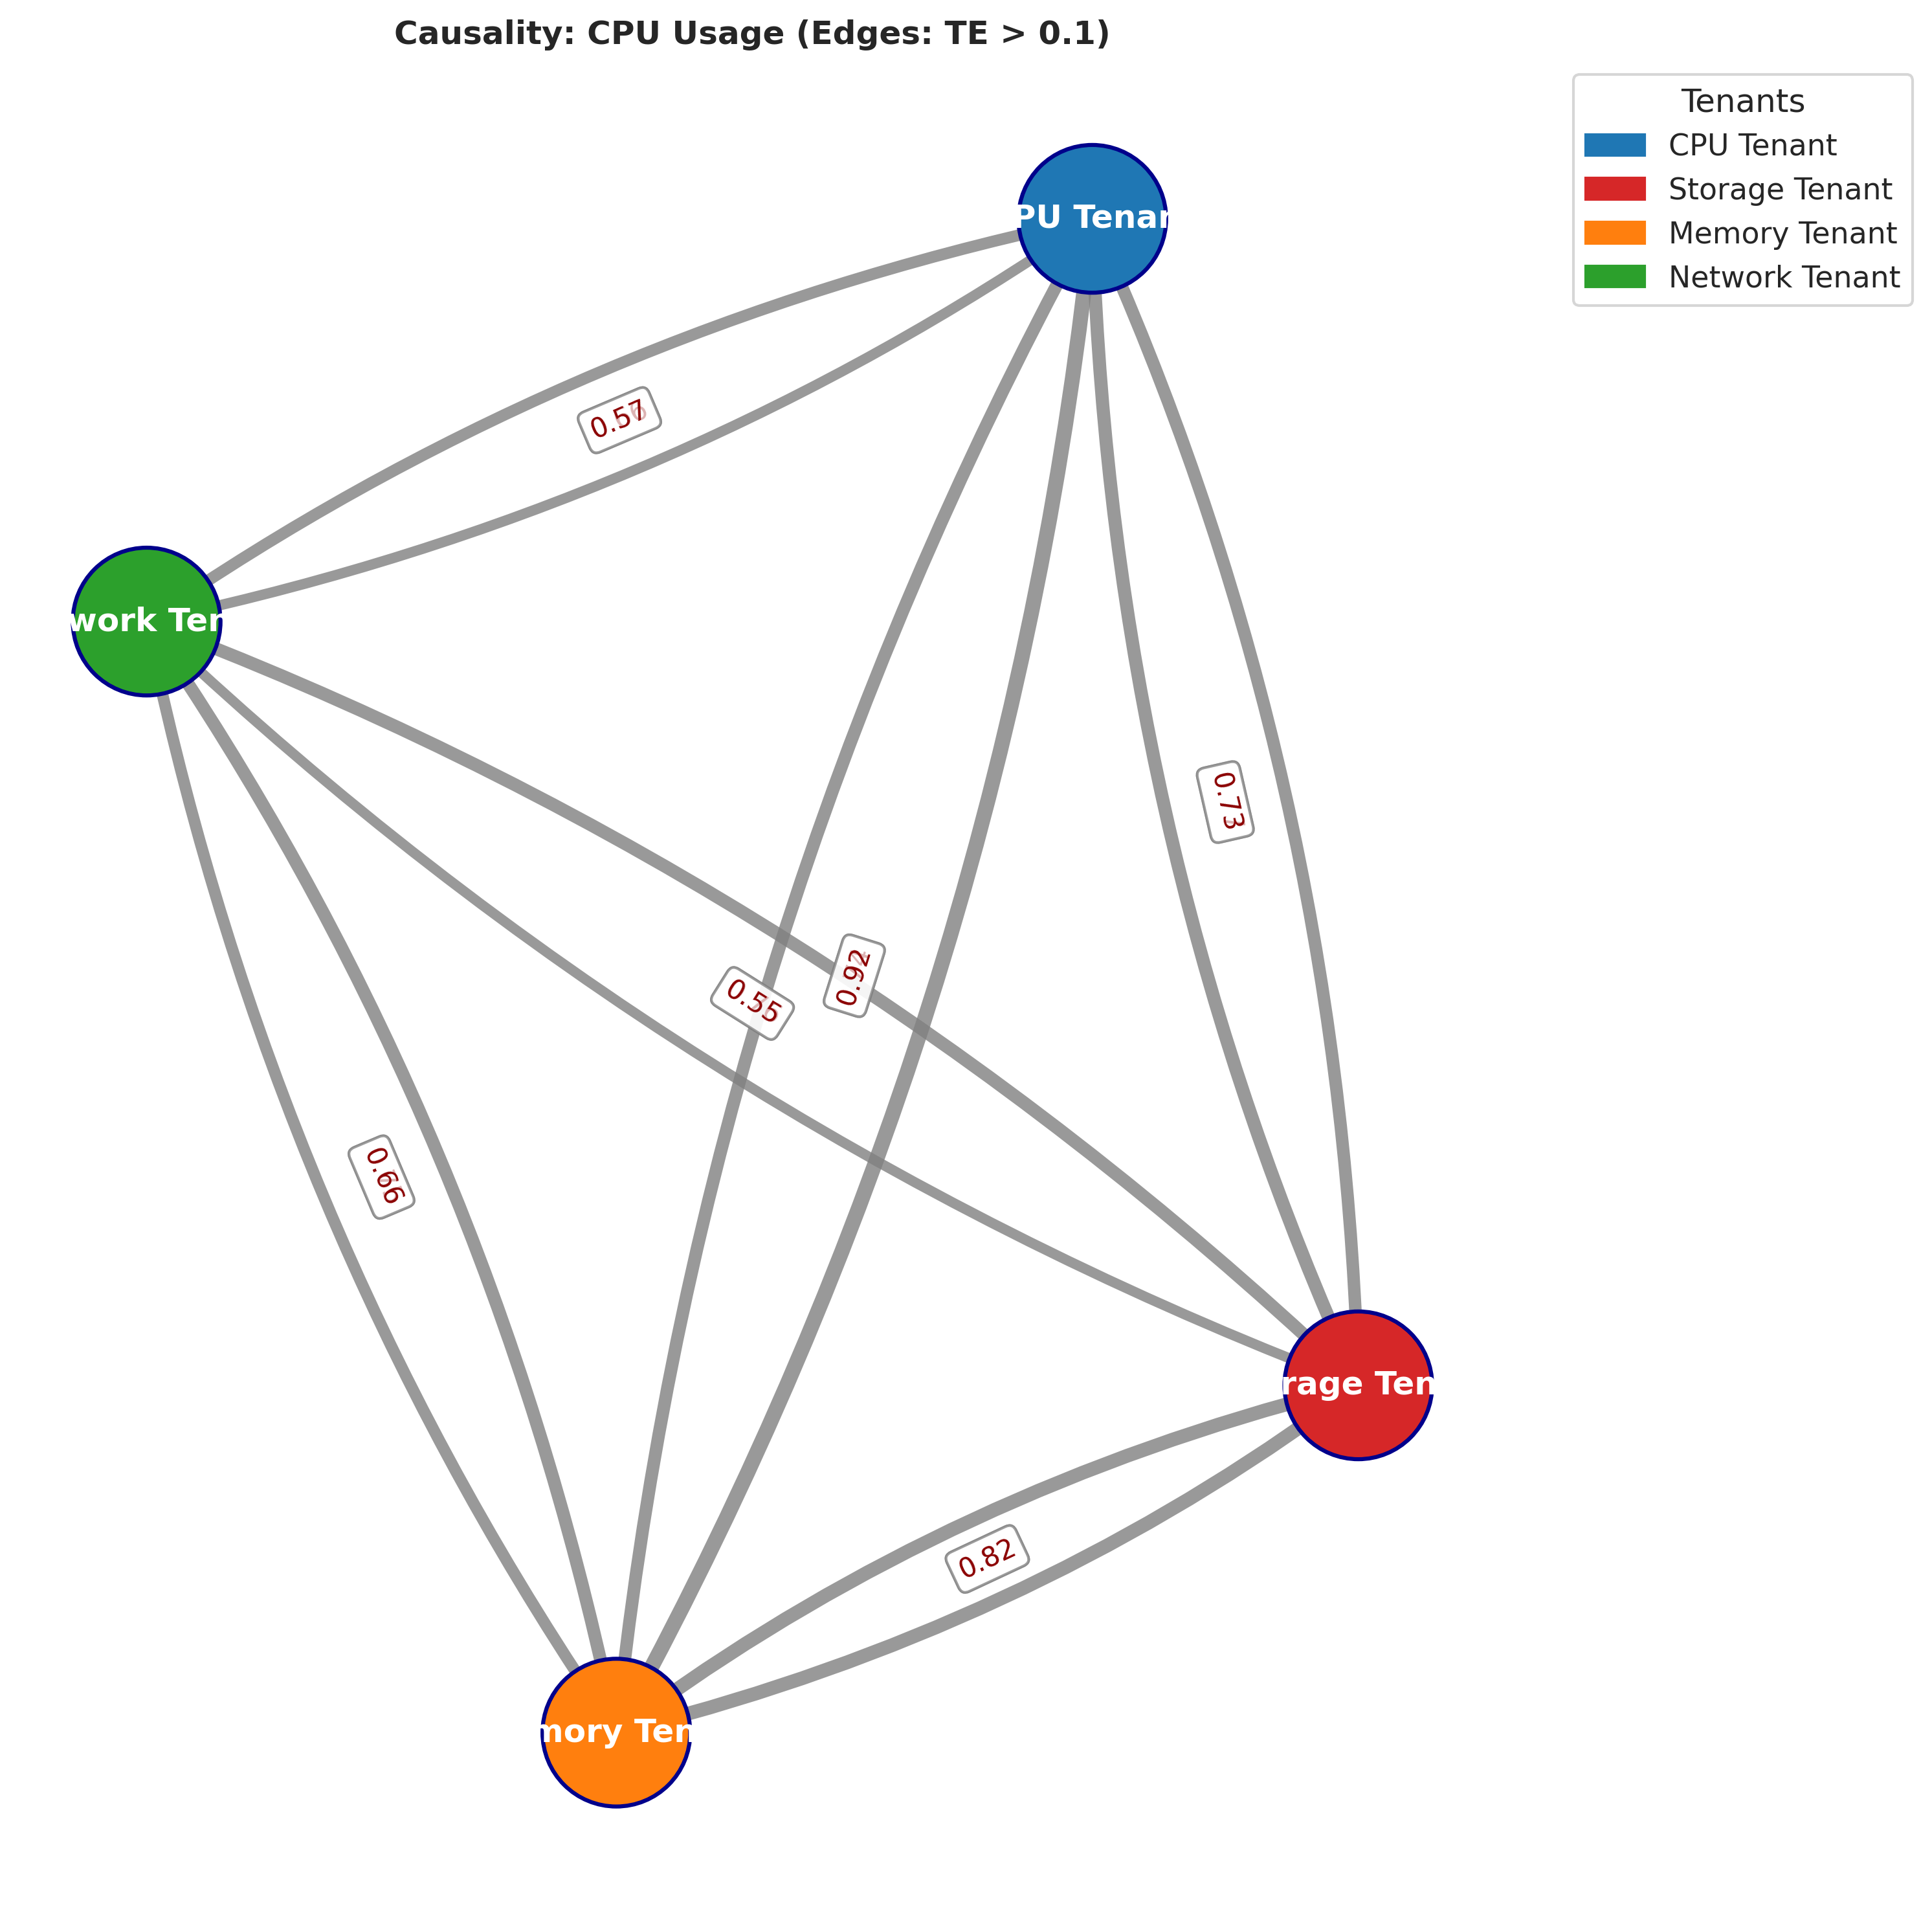 Causality: CPU Usage (Edges: TE > 0.1)
Tenants
CPU Tenant
Storage Tenant
Memory Tenant
Network Tenant
PU Tenan
0.57
work Ten
0.73
0.92
0.55
0.66
rage Ten
0.82
mory Ten